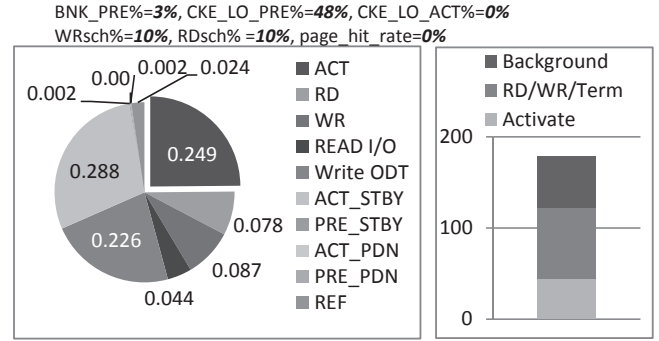 BNK_PRE%=3%, CKE_LO_PRE%=48%, CKE_LO_ACT%=0%
WRsch%=10%, RDsch% =10%, page_hit_rate=0%
0.002
0.00
0.002
0.024
0.249
0.288
0.078
0.226
0.087
0.044
ACT
RD
WR
READ I/O
Write ODT
ACT_STBY
PRE_STBY
ACT_PDN
PRE_PDN
REF
Background
RD/WR/Term
Activate
200
100
0